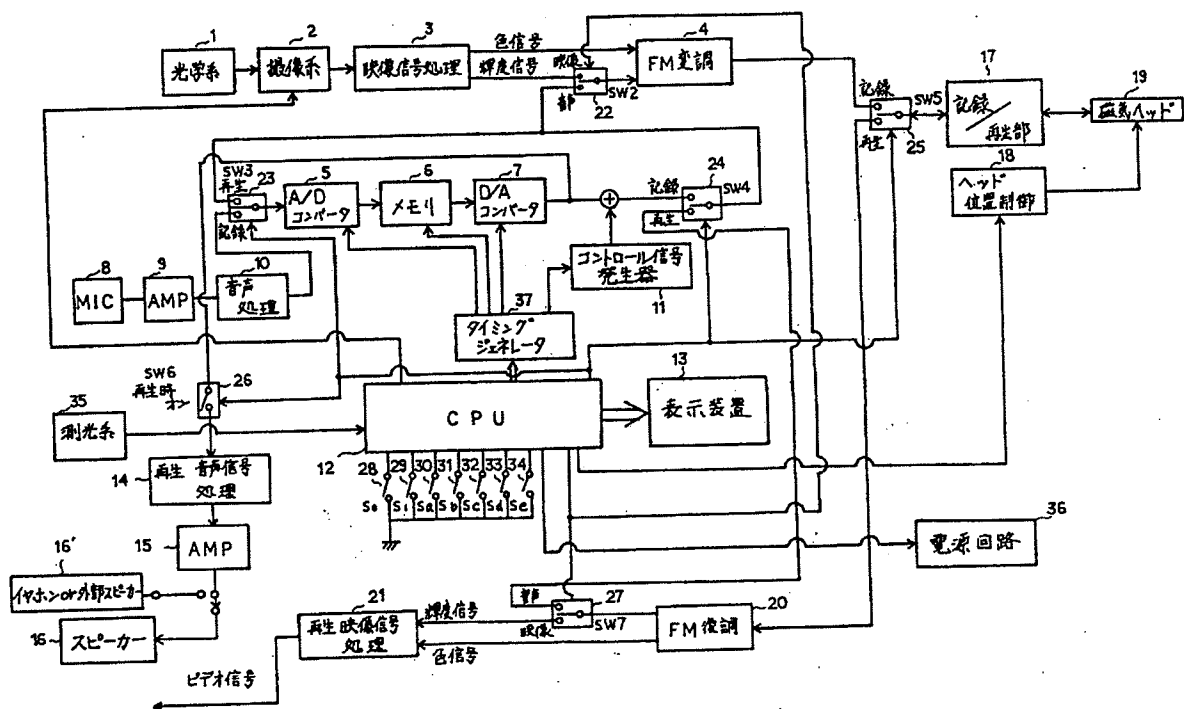 1
光学系
2
撮像系
3
映像信号処理
色信号
輝度信号
映像
音声
SW2
22
4
FM変調
記録
再生
SW5
25
17
記録/
再生部
19
磁気ヘッド
18
ヘッド
位置制御
SW3
再生
23
記録
5
A/D
コンバータ
6
メモリ
7
D/A
コンバータ
記録
再生
24
SW4
8
MIC
9
AMP
10
音声
処理
コントロール信号
発生器
11
37
タイミング
ジェネレータ
SW6
再生時
オン
26
35
測光系
CPU
12
13
表示装置
28
29
30
31
32
33
34
S0
S1
Sa
Sb
Sc
Sd
Se
14
再生音声信号
処理
15
AMP
16'
イヤホンor外部スピーカー
16
スピーカー
36
電源回路
21
再生映像信号
処理
輝度信号
色信号
音声
映像
27
SW7
20
FM復調
ビデオ信号